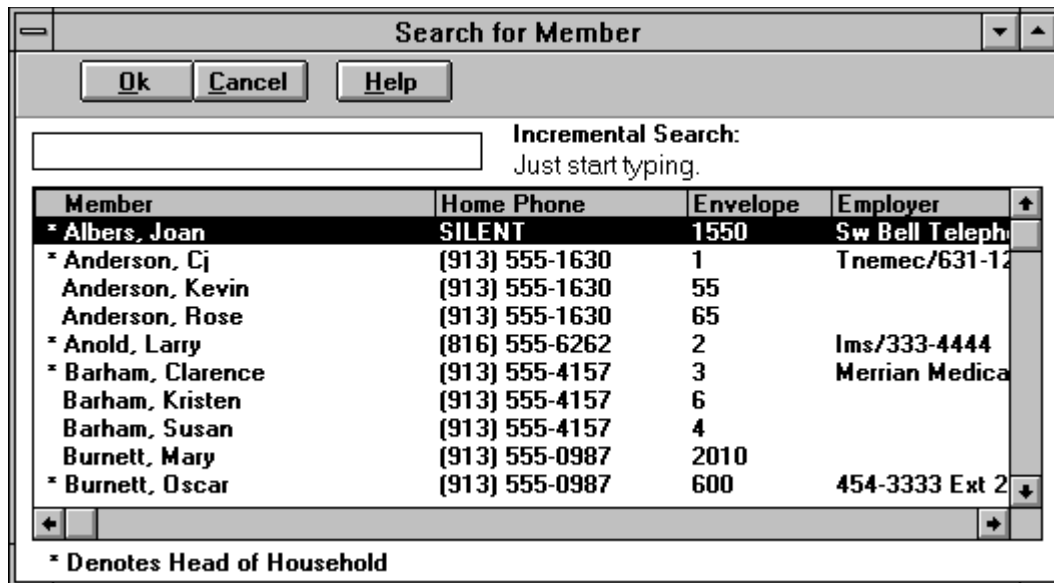 Search for Member
Ok Cancel Help
Incremental Search:
Just start typing.
Member Home Phone Envelope Employer
* Albers, Joan SILENT 1550 Sw Bell Teleph
* Anderson, Cj (913) 555-1630 1 Tnemec/631-12
Anderson, Kevin (913) 555-1630 55
Anderson, Rose (913) 555-1630 65
* Anold, Larry (816) 555-6262 2 Ims/333-4444
* Barham, Clarence (913) 555-4157 3 Merrian Medica
Barham, Kristen (913) 555-4157 6
Barham, Susan (913) 555-4157 4
Burnett, Mary (913) 555-0987 2010
* Burnett, Oscar (913) 555-0987 600 454-3333 Ext 2
* Denotes Head of Household